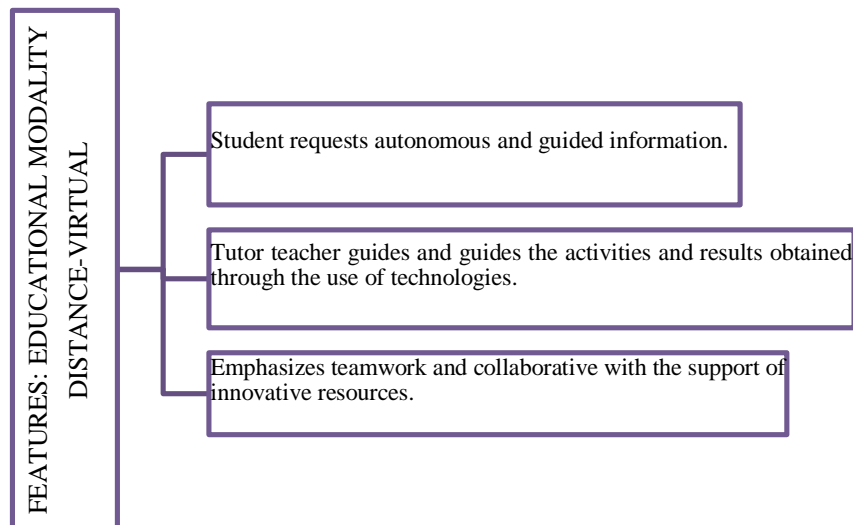 FEATURES: EDUCATIONAL MODALITY
DISTANCE-VIRTUAL
Student requests autonomous and guided information.
Tutor teacher guides and guides the activities and results obtained
through the use of technologies.
Emphasizes teamwork and collaborative with the support of
innovative resources.